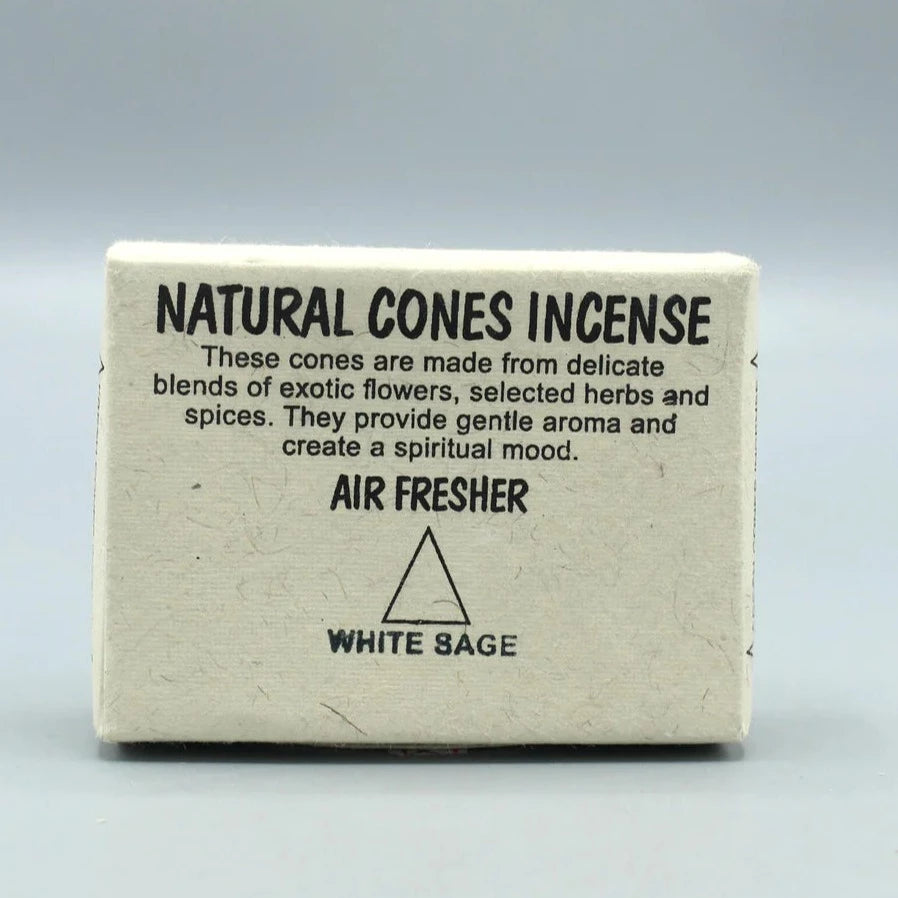 NATURAL CONES INCENSE
These cones are made from delicate
blends of exotic flowers, selected herbs and
spices. They provide gentle aroma and
create a spiritual mood.
AIR FRESHER
WHITE SAGE